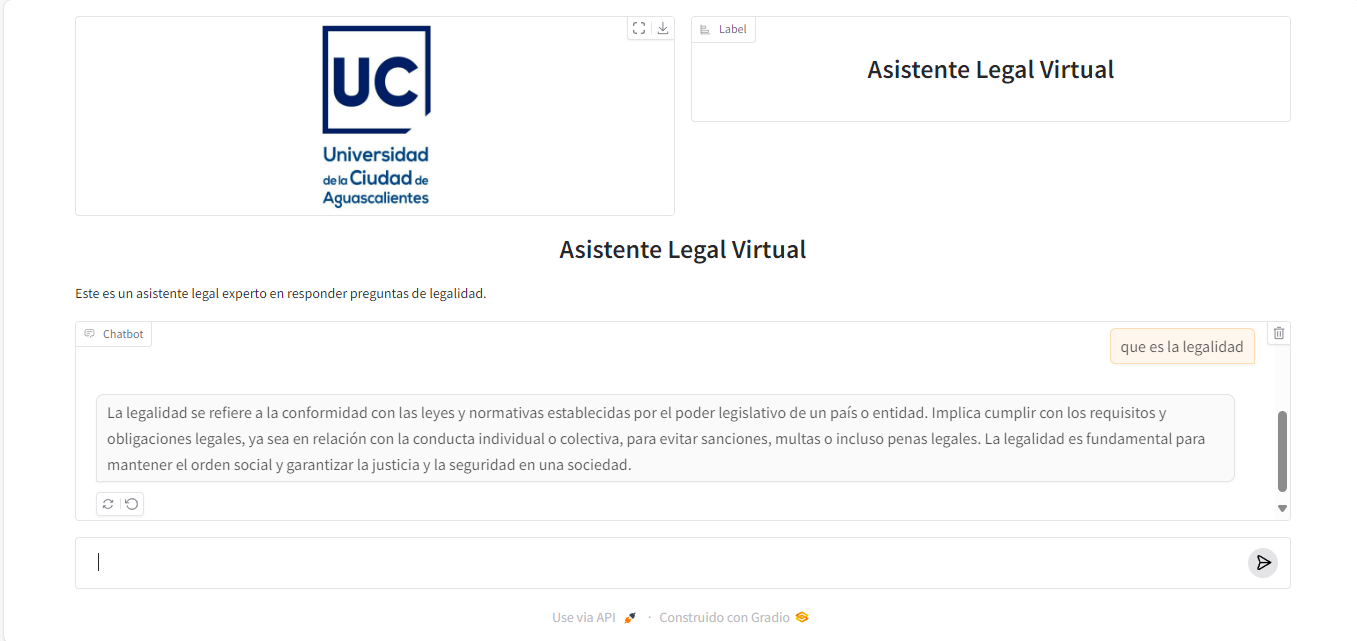 UC
Universidad
de la Ciudad de
Aguascalientes
Label
Asistente Legal Virtual
Asistente Legal Virtual
Este es un asistente legal experto en responder preguntas de legalidad.
Chatbot
que es la legalidad
La legalidad se refiere a la conformidad con las leyes y normativas establecidas por el poder legislativo de un país o entidad. Implica cumplir con los requisitos y
obligaciones legales, ya sea en relación con la conducta individual o colectiva, para evitar sanciones, multas o incluso penas legales. La legalidad es fundamental para
mantener el orden social y garantizar la justicia y la seguridad en una sociedad.
Use via API · Construido con Gradio